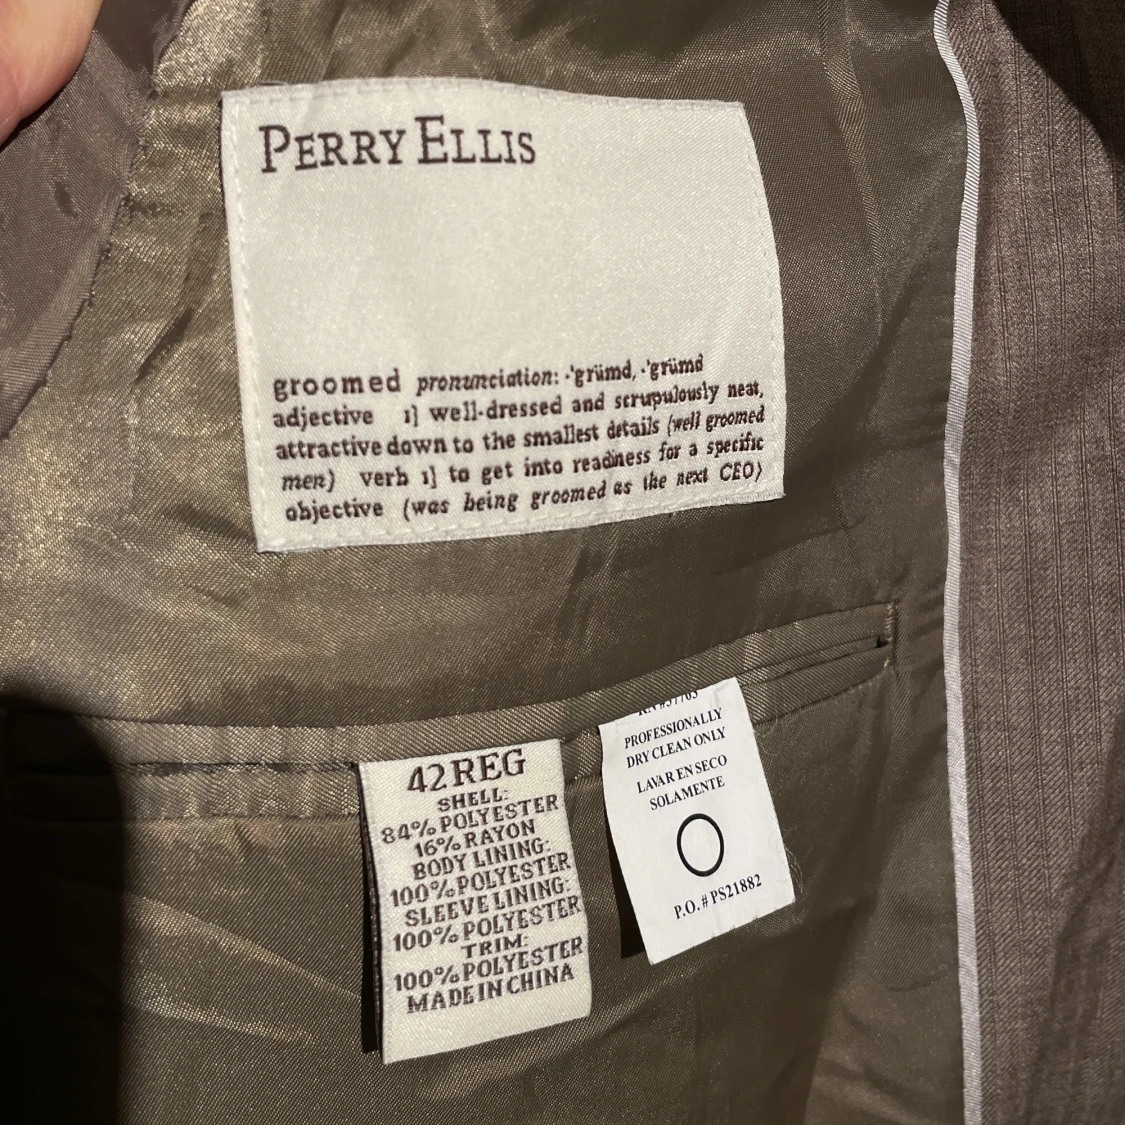 PERRY ELLIS
groomed pronunciation: ·'grümd, ·'grümd
adjective 1] well-dressed and scrupulously neat,
attractive down to the smallest details (well groomed
men) verb 1] to get into readiness for a specific
objective (was being groomed as the next CEO)
42 REG
SHELL:
84% POLYESTER
16% RAYON
BODY LINING:
100% POLYESTER
SLEEVE LINING:
100% POLYESTER
TRIM:
100% POLYESTER
MADE IN CHINA
PROFESSIONALLY
DRY CLEAN ONLY
LAVAR EN SECO
SOLAMENTE
P.O. # PS21882